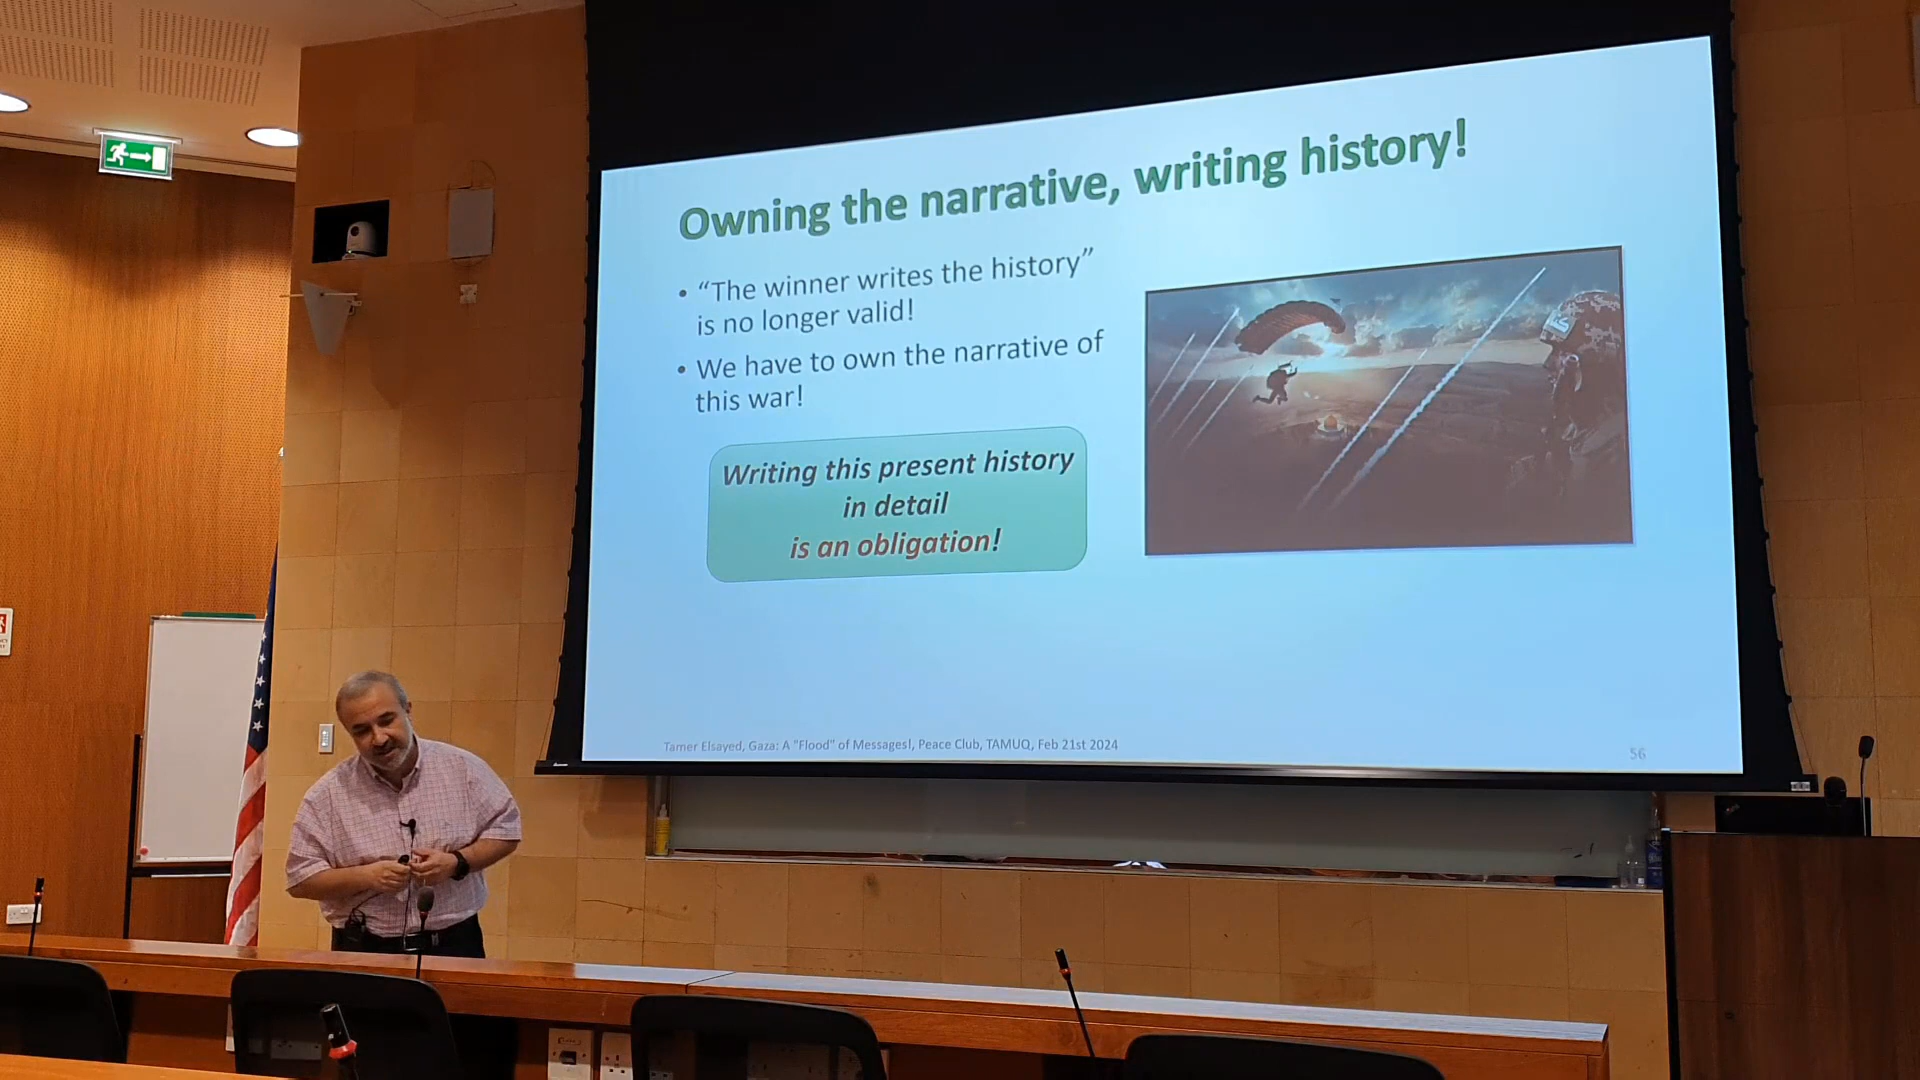 Owning the narrative, writing history!
• “The winner writes the history”
is no longer valid!
• We have to own the narrative of
this war!
Writing this present history
in detail
is an obligation!
Tamer Elsayed, Gaza: A "Flood" of Messages!, Peace Club, TAMUQ, Feb 21st 2024
56